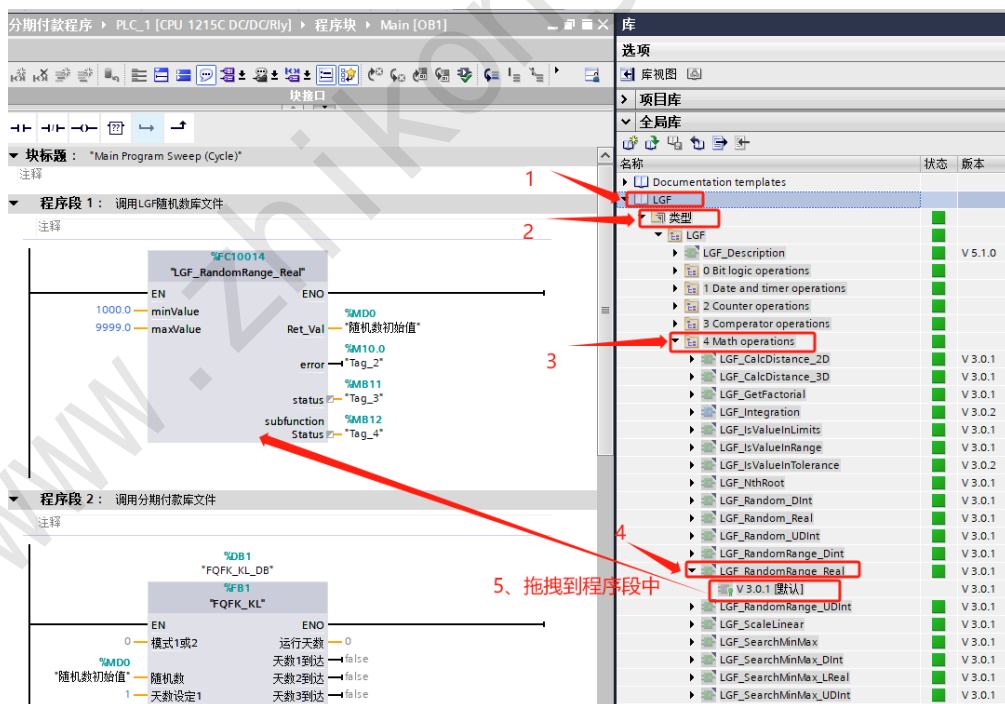 分期付款程序 ▸ PLC_1 [CPU 1215C DC/DC/Rly] ▸ 程序块 ▸ Main [OB1]
块接口
块标题： "Main Program Sweep (Cycle)"
注释
程序段 1： 调用LGF随机数库文件
注释
%FC10014
"LGF_RandomRange_Real"
EN ENO
1000.0 minValue
%MD0
9999.0 maxValue Ret_Val "随机数初始值"
%M10.0
error "Tag_2"
%MB11
status "Tag_3"
subfunction %MB12
Status "Tag_4"
程序段 2： 调用分期付款库文件
注释
%DB1
"FQFK_KL_DB"
%FB1
"FQFK_KL"
EN ENO
0 模式1或2 运行天数 0
%MD0 天数1到达 false
"随机数初始值" 随机数 天数2到达 false
1 天数设定1 天数3到达 false
库
选项
库视图
项目库
全局库
名称 状态 版本
Documentation templates
1
LGF
2
类型
LGF
LGF_Description V 5.1.0
0 Bit logic operations
1 Date and timer operations
2 Counter operations
3 Comperator operations
3
4 Math operations
LGF_CalcDistance_2D V 3.0.1
LGF_CalcDistance_3D V 3.0.1
LGF_GetFactorial V 3.0.1
LGF_Integration V 3.0.2
LGF_IsValueInLimits V 3.0.1
LGF_IsValueInRange V 3.0.1
LGF_IsValueInTolerance V 3.0.2
LGF_NthRoot V 3.0.1
LGF_Random_DInt V 3.0.1
LGF_Random_Real V 3.0.1
LGF_Random_UDInt V 3.0.1
4
LGF_RandomRange_Dint V 3.0.1
LGF_RandomRange_Real V 3.0.1
5、拖拽到程序段中
V 3.0.1 [默认] V 3.0.1
LGF_RandomRange_UDInt V 3.0.1
LGF_ScaleLinear V 3.0.1
LGF_SearchMinMax V 3.0.1
LGF_SearchMinMax_DInt V 3.0.1
LGF_SearchMinMax_LReal V 3.0.1
LGF_SearchMinMax_UDInt V 3.0.1